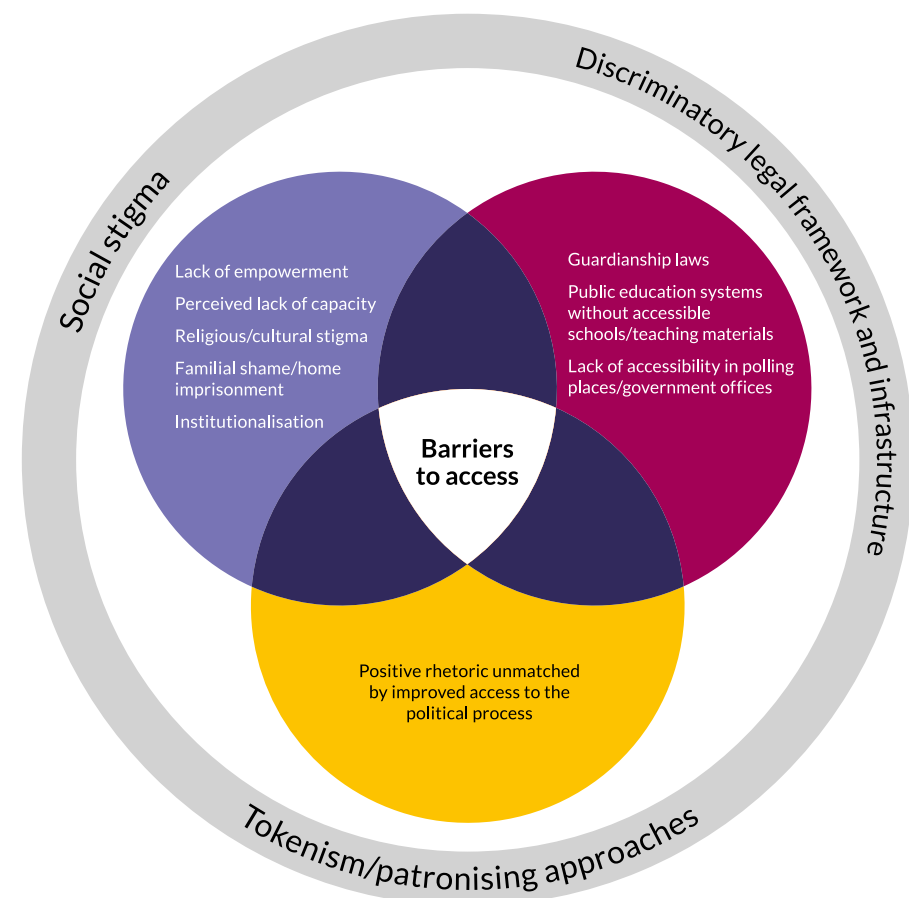 Social stigma
Discriminatory legal framework and infrastructure
Lack of empowerment
Perceived lack of capacity
Religious/cultural stigma
Familial shame/home
imprisonment
Institutionalisation
Guardianship laws
Public education systems
without accessible
schools/teaching materials
Lack of accessibility in polling
places/government offices
Barriers
to access
Positive rhetoric unmatched
by improved access to the
political process
Tokenism/patronising approaches